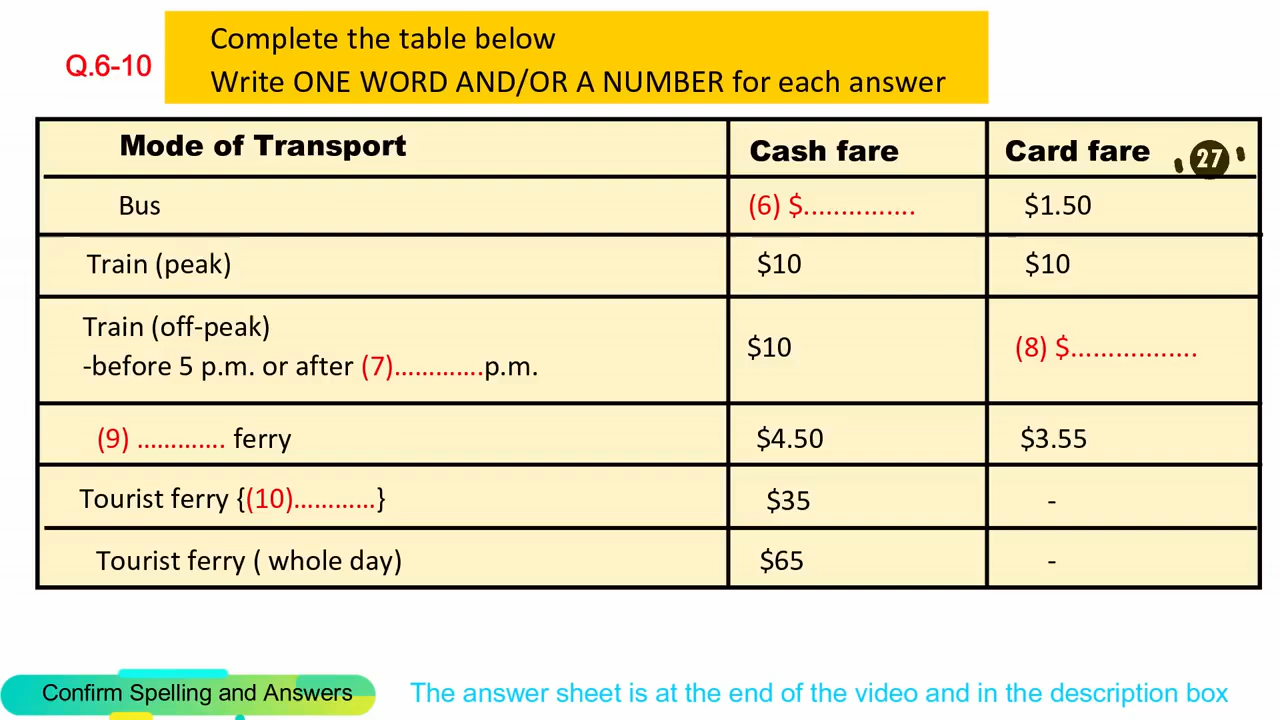 Q.6-10
Complete the table below
Write ONE WORD AND/OR A NUMBER for each answer
Mode of Transport Cash fare Card fare 27
Bus (6) $............... $1.50
Train (peak) $10 $10
Train (off-peak)
-before 5 p.m. or after (7).............p.m. $10 (8) $.................
(9) ............. ferry $4.50 $3.55
Tourist ferry {(10)............} $35 -
Tourist ferry ( whole day) $65 -
Confirm Spelling and Answers The answer sheet is at the end of the video and in the description box